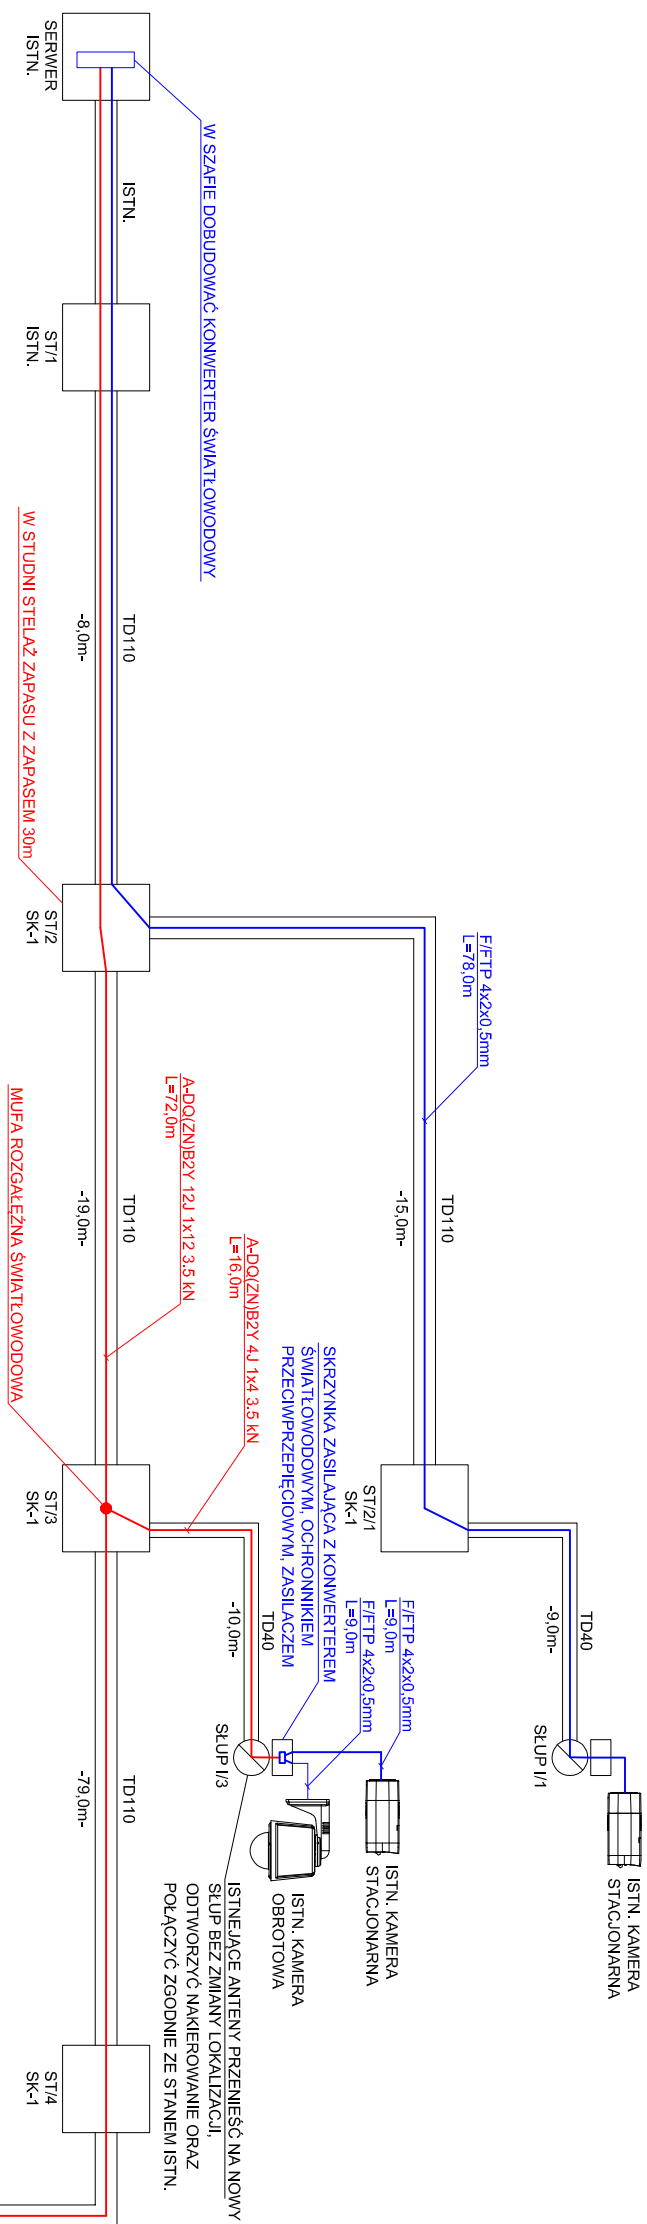 SERWER
ISTN.
W SZAFIE DOBUDOWAĆ KONWERTER ŚWIATŁOWODOWY
ISTN.
ST/1
ISTN.
W STUDNI STELAŻ ZAPASU Z ZAPASEM 30m
TD110
-8,0m-
ST/2
SK-1
F/FTP 4x2x0,5mm
L=78,0m
TD110
-15,0m-
A-DQ(ZN)B2Y 12J 1x12 3.5 kN
L=72,0m
TD110
-19,0m-
MUFA ROZGAŁĘŹNA ŚWIATŁOWODOWA
A-DQ(ZN)B2Y 4J 1x4 3.5 kN
L=16,0m
SKRZYNKA ZASILAJĄCA Z KONWERTEREM
ŚWIATŁOWODOWYM, OCHRONNIKIEM
PRZECIWPRZEPIĘCIOWYM, ZASILACZEM
ST/2/1
SK-1
ST/3
SK-1
TD40
-9,0m-
SŁUP I/1
ISTN. KAMERA
STACJONARNA
F/FTP 4x2x0,5mm
L=9,0m
F/FTP 4x2x0,5mm
L=9,0m
TD40
-10,0m-
SŁUP I/3
ISTN. KAMERA
STACJONARNA
ISTN. KAMERA
OBROTOWA
TD110
-79,0m-
ISTNEJĄCE ANTENY PRZENIEŚĆ NA NOWY
SŁUP BEZ ZMIANY LOKALIZACJI,
ODTWORZYĆ NAKIEROWANIE ORAZ
POŁĄCZYĆ ZGODNIE ZE STANEM ISTN.
ST/4
SK-1